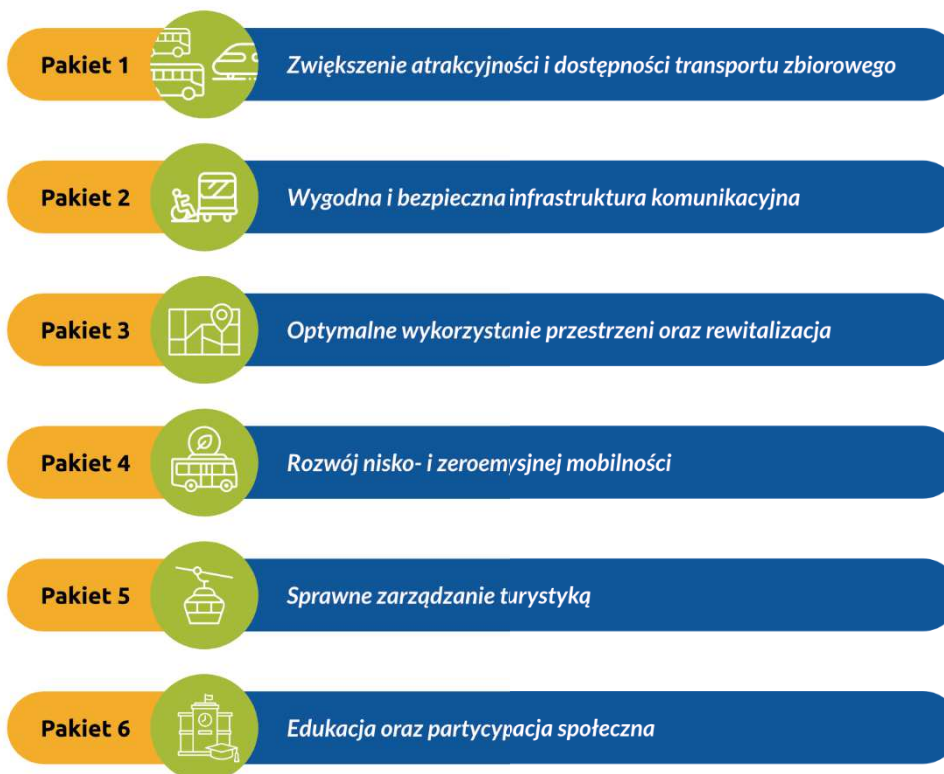 Pakiet 1 Zwiększenie atrakcyjności i dostępności transportu zbiorowego
Pakiet 2 Wygodna i bezpieczna infrastruktura komunikacyjna
Pakiet 3 Optymalne wykorzystanie przestrzeni oraz rewitalizacja
Pakiet 4 Rozwój nisko- i zeroemysjnej mobilności
Pakiet 5 Sprawne zarządzanie turystyką
Pakiet 6 Edukacja oraz partycypacja społeczna